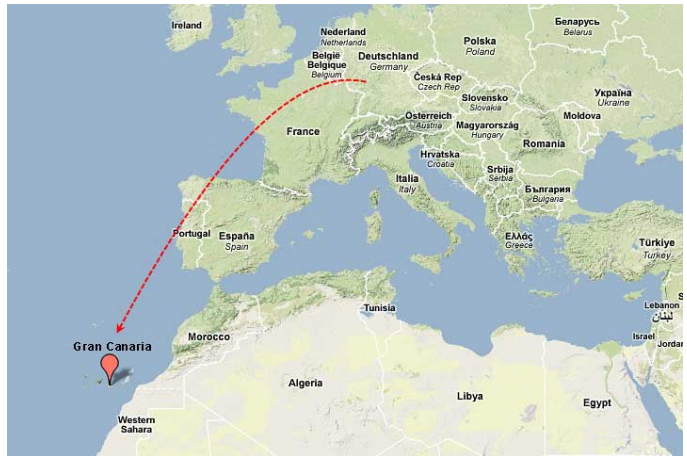 Ireland
Nederland
Netherlands
België
Belgique
Belgium
Deutschland
Germany
Polska
Poland
Беларусь
Belarus
Česká Rep
Czech Rep
Slovensko
Slovakia
Україна
Ukraine
Moldova
Österreich
Austria
Magyarország
Hungary
Romania
France
Hrvatska
Croatia
Srbija
Serbia
Italia
Italy
България
Bulgaria
Portugal
España
Spain
Ελλάς
Greece
Türkiye
Turkey
Tunisia
Lebanon
لبنان
Israel
Jordan
Morocco
Gran Canaria
Algeria
Libya
Egypt
Western
Sahara